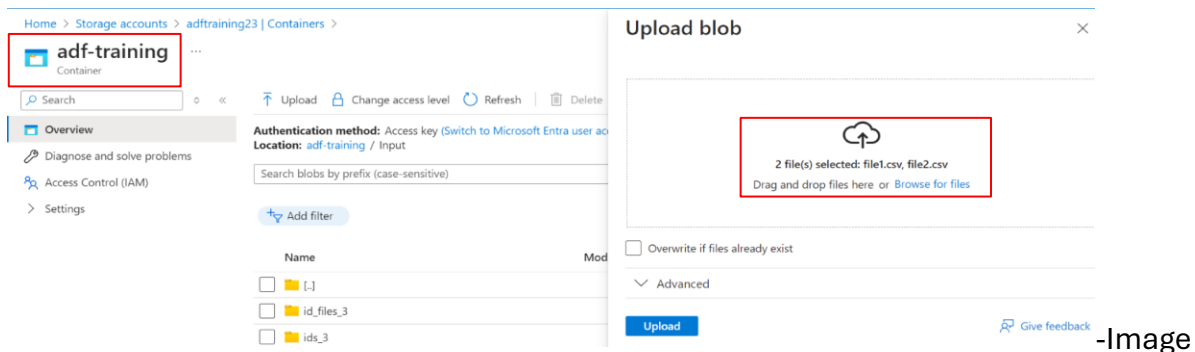 Home > Storage accounts > adftraining23 | Containers >
adf-training ...
Container
Search
Overview
Diagnose and solve problems
Access Control (IAM)
Settings
Upload Change access level Refresh Delete
Authentication method: Access key (Switch to Microsoft Entra user
Location: adf-training / Input
Search blobs by prefix (case-sensitive)
Add filter
Name
[..]
id_files_3
ids_3
Upload blob
2 file(s) selected: file1.csv, file2.csv
Drag and drop files here or Browse for files
Overwrite if files already exist
Advanced
Upload Give feedback
-Image